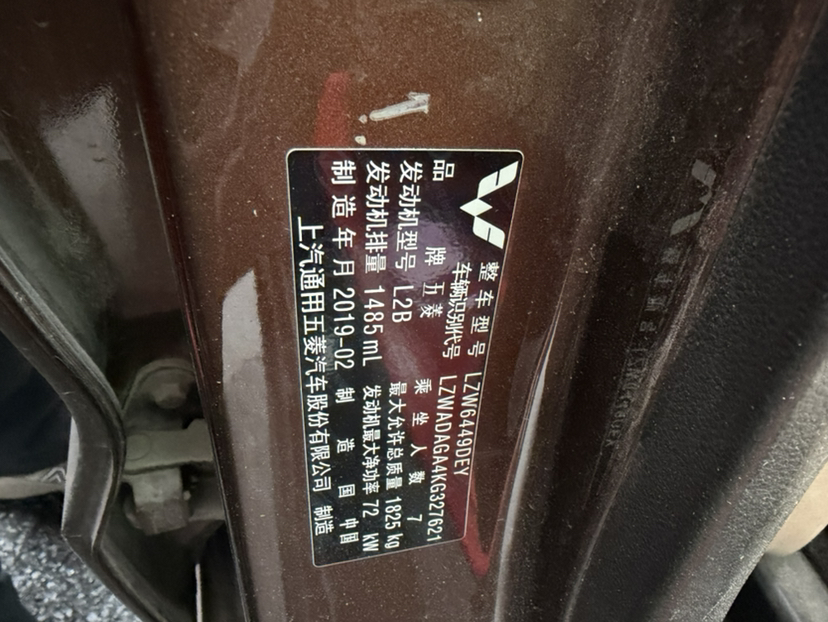 整车型号 LZW6449DEY
车辆识别代号 LZWADAGA4KG327621
品牌 五菱 乘坐人数 7
发动机型号 L2B 最大允许总质量 1825 kg
发动机排量 1485 mL 发动机最大净功率 72 kW
制造年月 2019-02 制造国 中国
上汽通用五菱汽车股份有限公司 制造